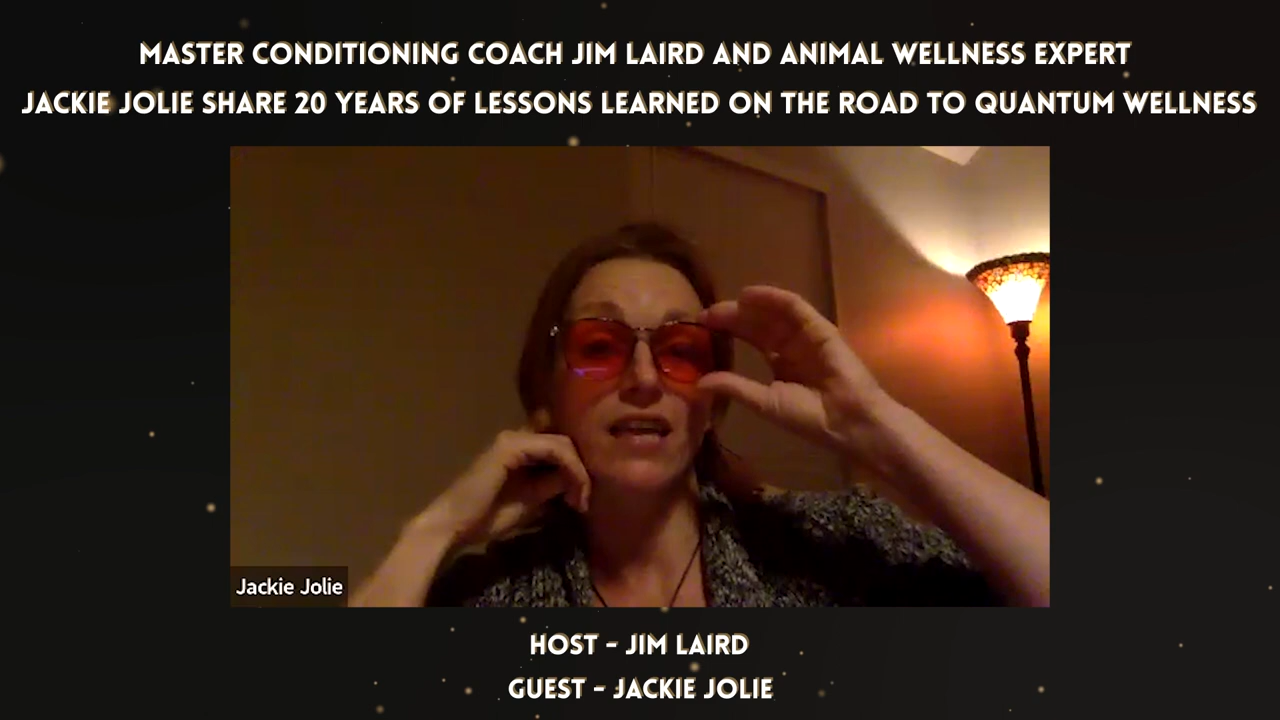 MASTER CONDITIONING COACH JIM LAIRD AND ANIMAL WELLNESS EXPERT
JACKIE JOLIE SHARE 20 YEARS OF LESSONS LEARNED ON THE ROAD TO QUANTUM WELLNESS
Jackie Jolie
HOST - JIM LAIRD
GUEST - JACKIE JOLIE